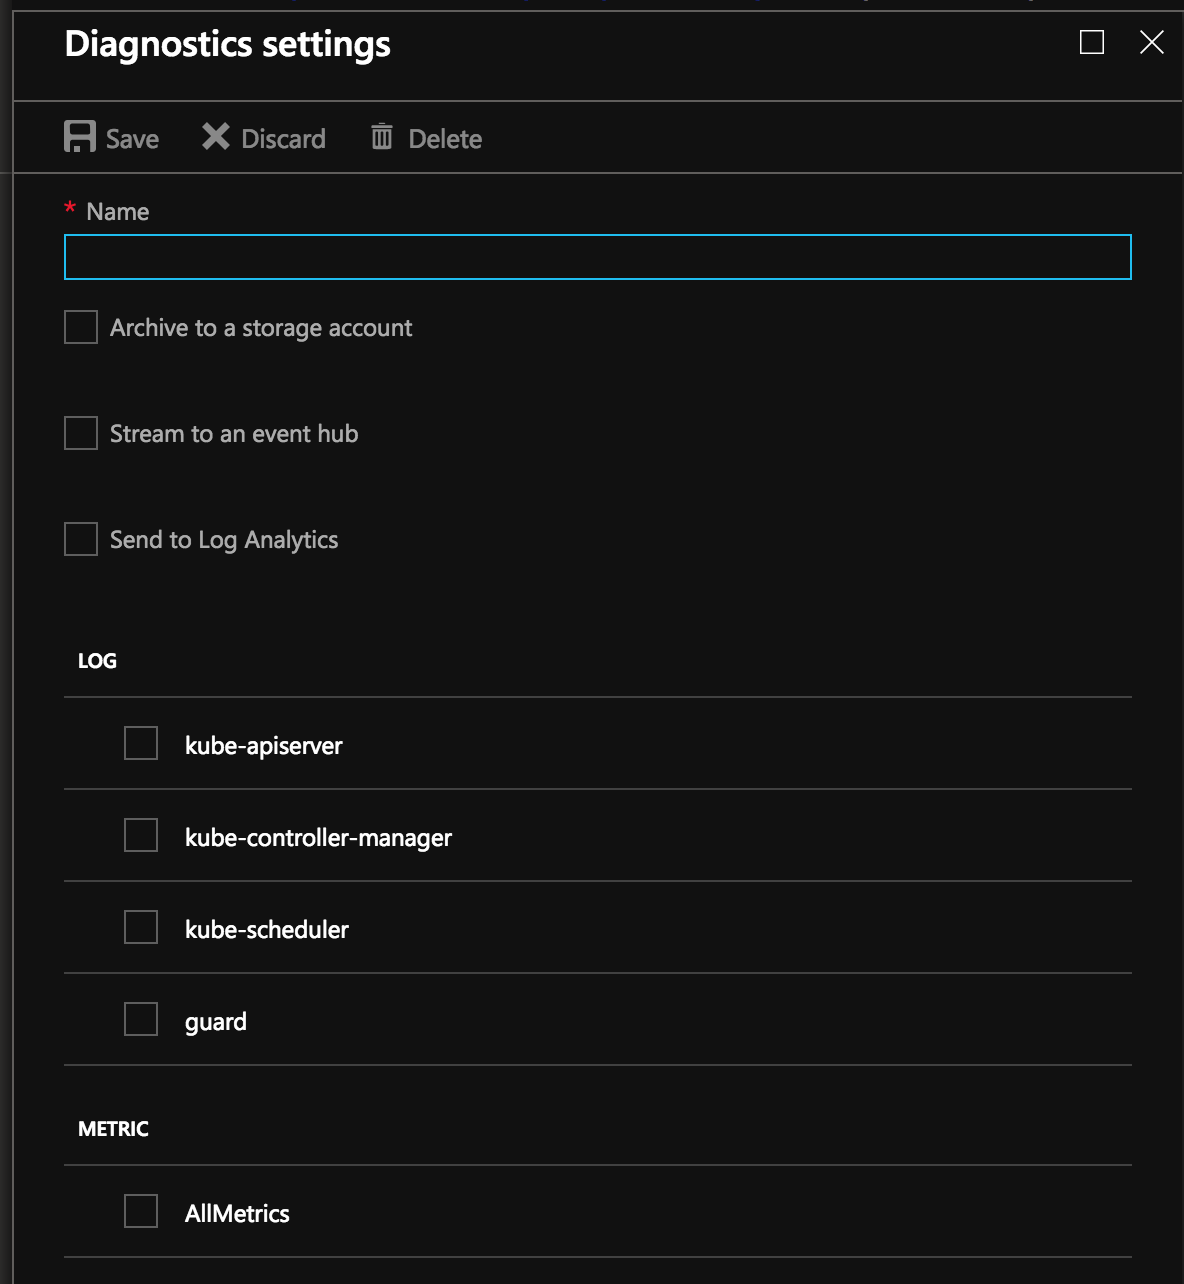 Diagnostics settings
Save Discard Delete
* Name
Archive to a storage account
Stream to an event hub
Send to Log Analytics
LOG
kube-apiserver
kube-controller-manager
kube-scheduler
guard
METRIC
AllMetrics